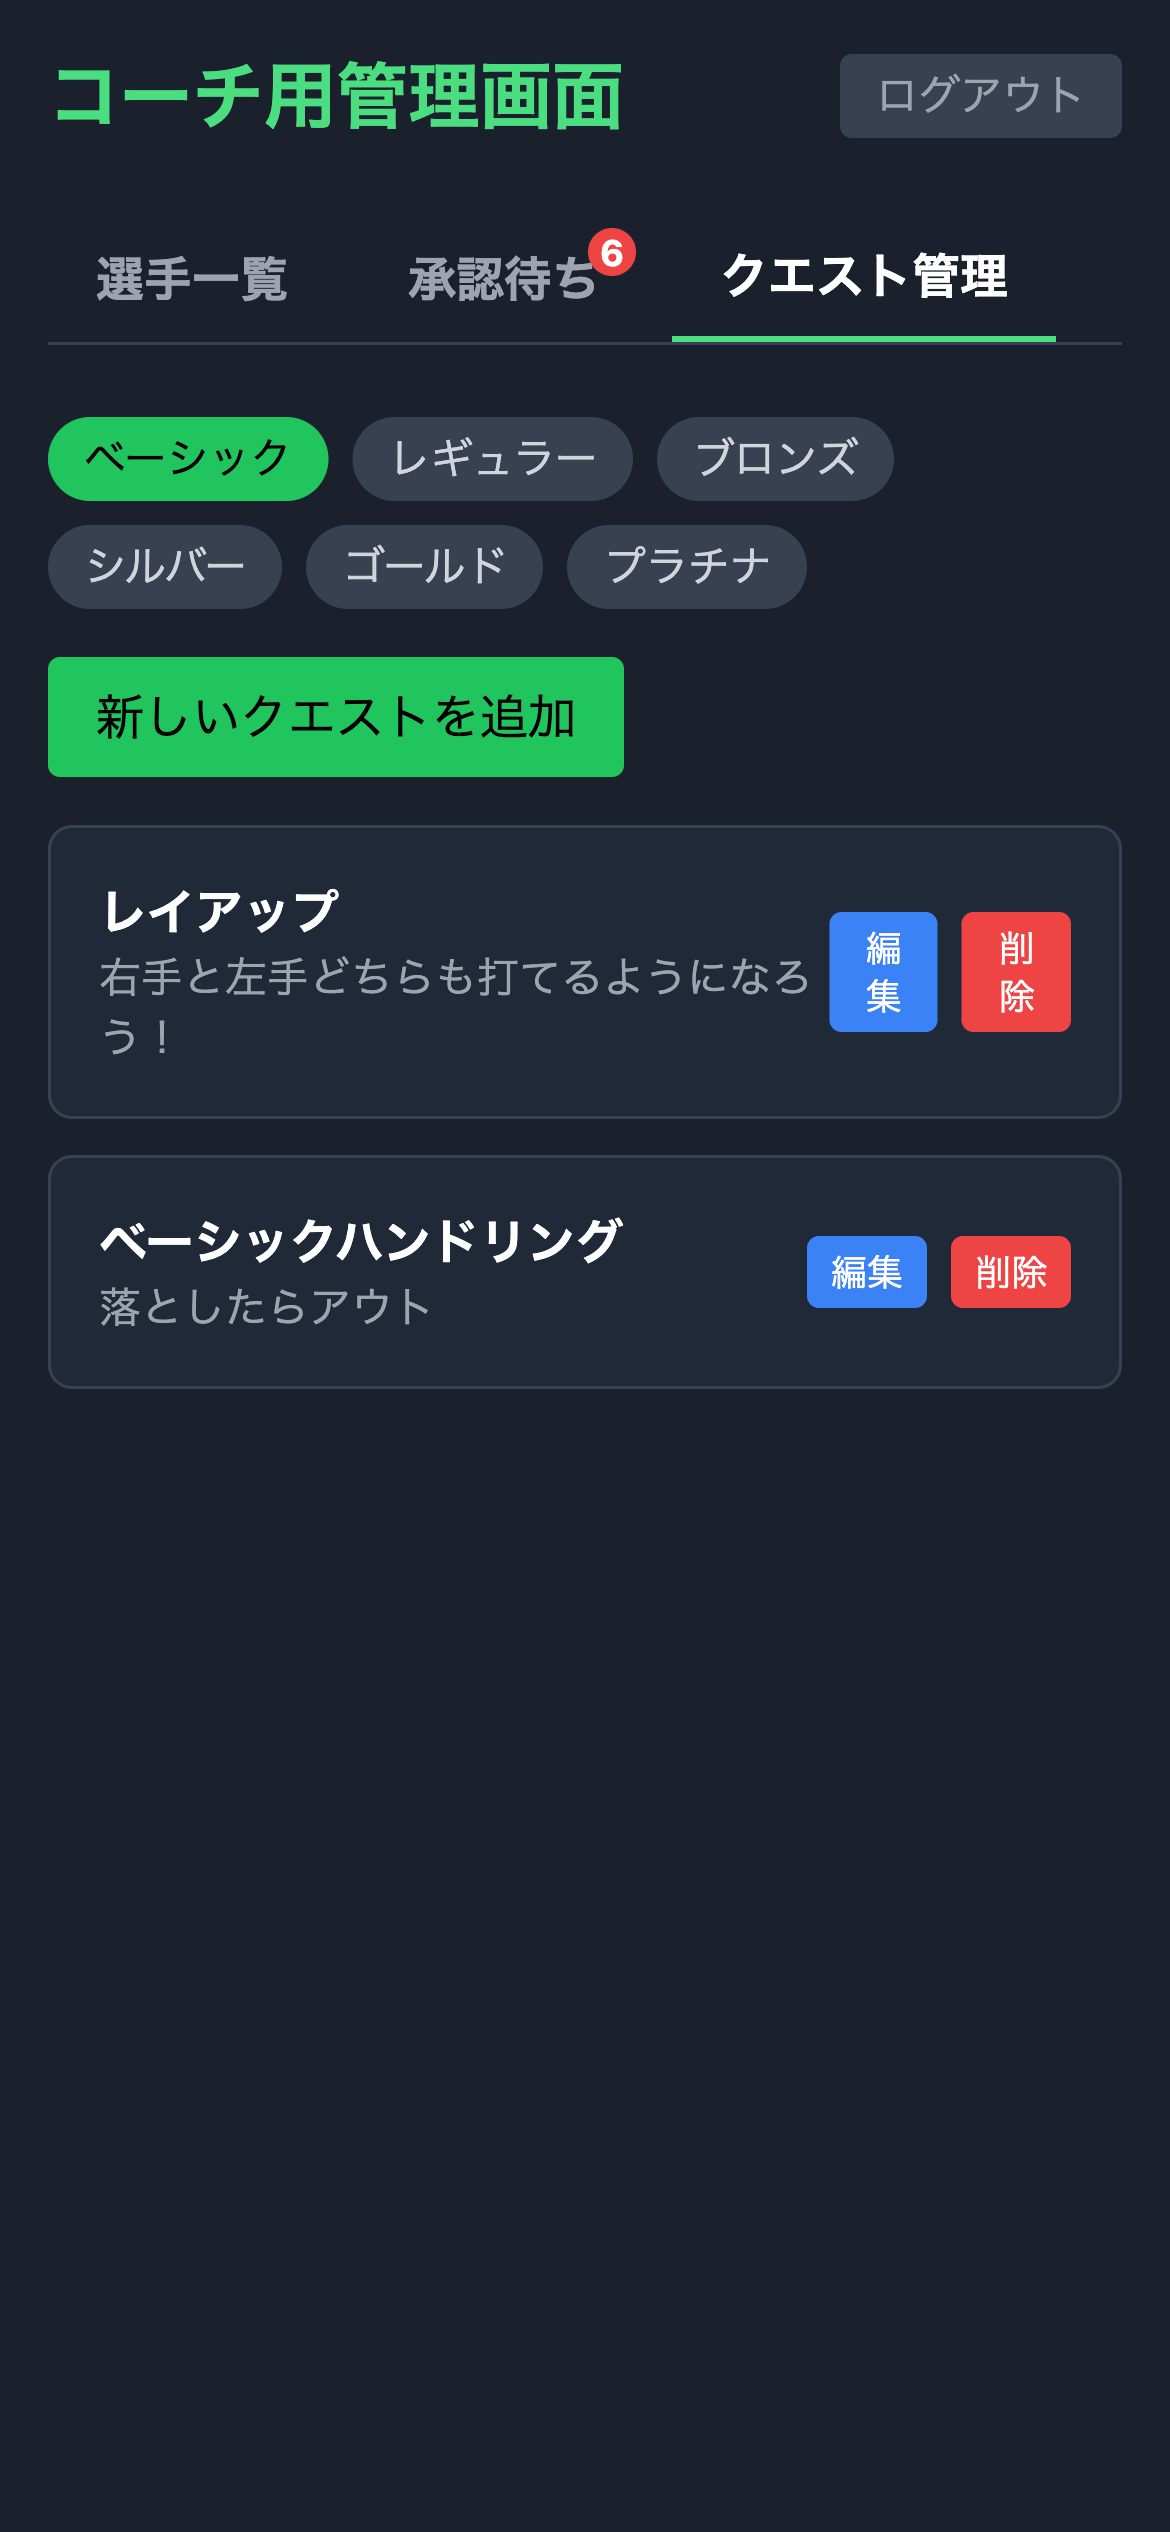 コーチ用管理画面
ログアウト
選手一覧
承認待ち
6
クエスト管理
ベーシック
レギュラー
ブロンズ
シルバー
ゴールド
プラチナ
新しいクエストを追加
レイアップ
右手と左手どちらも打てるようになろ
う！
編
集
削
除
ベーシックハンドリング
落としたらアウト
編集
削除